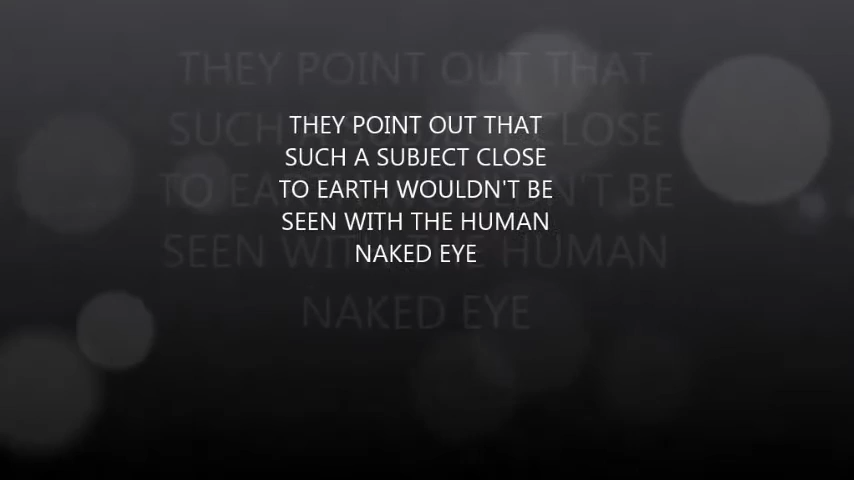 THEY POINT OUT THAT
SUCH A SUBJECT CLOSE
TO EARTH WOULDN'T BE
SEEN WITH THE HUMAN
NAKED EYE